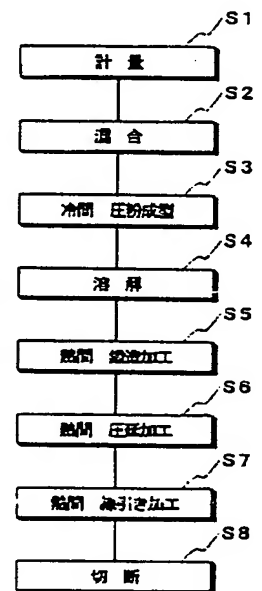 S1
計 量
S2
混 合
S3
冷間 圧粉成型
S4
溶 解
S5
熱間 鍛造加工
S6
熱間 圧延加工
S7
熱間 線引き加工
S8
切 断